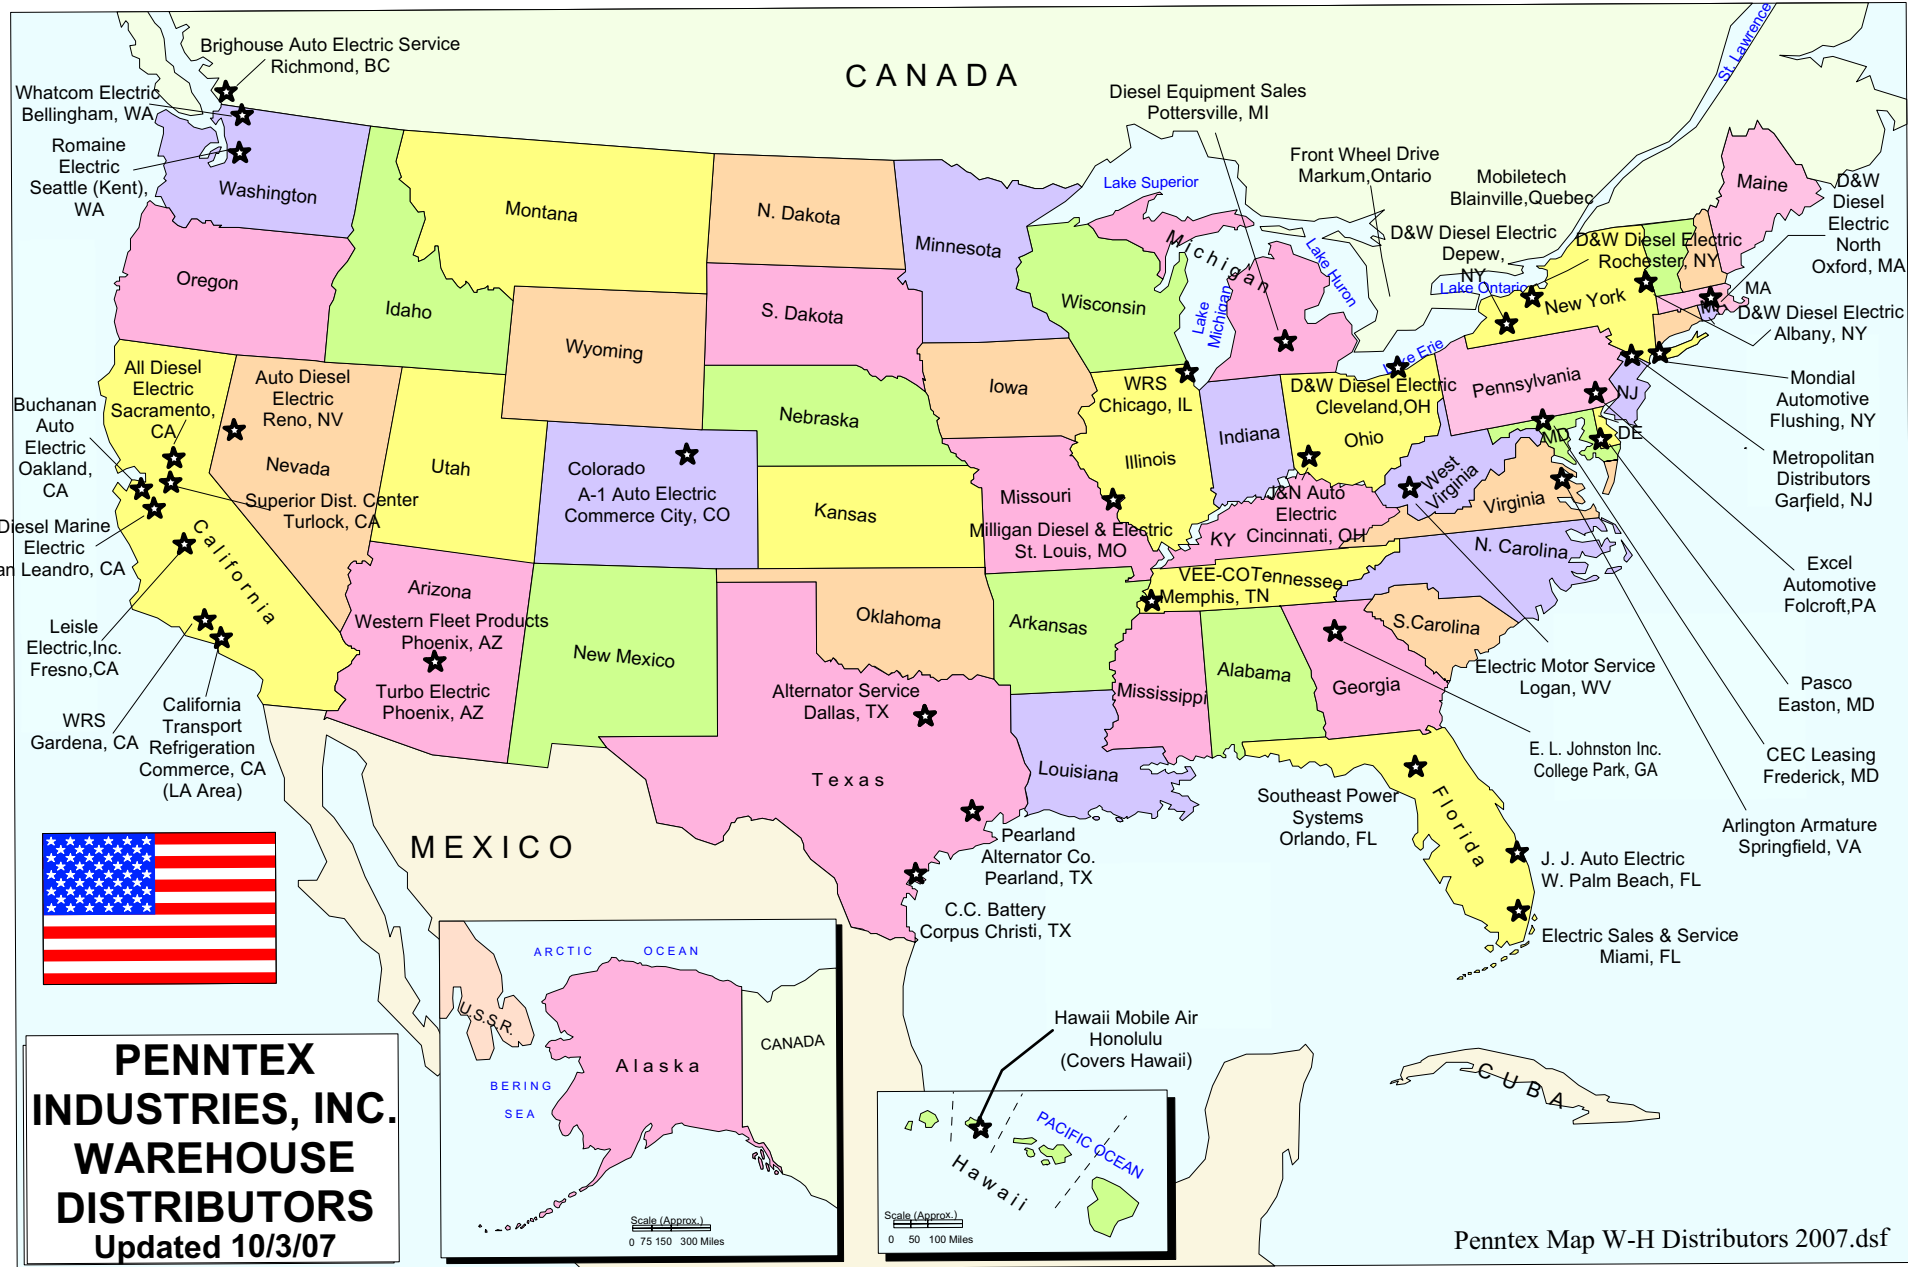 CANADA
Brighouse Auto Electric Service
Richmond, BC
Whatcom Electric
Bellingham, WA
Romaine
Electric
Seattle (Kent),
WA
Washington
Oregon
Idaho
Montana
N. Dakota
S. Dakota
Minnesota
Wyoming
Nebraska
Iowa
Wisconsin
Lake Superior
Michigan
Lake
Michigan
Lake Huron
Diesel Equipment Sales
Pottersville, MI
Front Wheel Drive
Markum,Ontario
Mobiletech
Blainville,Quebec
St. Lawrence
D&W Diesel Electric
Depew,
NY
D&W Diesel Electric
Rochester, NY
Lake Ontario
New York
Lake Erie
Maine
D&W
Diesel
Electric
North
Oxford, MA
MA
D&W Diesel Electric
Albany, NY
Mondial
Automotive
Flushing, NY
Metropolitan
Distributors
Garfield, NJ
Excel
Automotive
Folcroft,PA
Pasco
Easton, MD
CEC Leasing
Frederick, MD
Arlington Armature
Springfield, VA
Pennsylvania
NJ
DE
MD
All Diesel
Electric
Sacramento,
CA
Auto Diesel
Electric
Reno, NV
Nevada
Buchanan
Auto
Electric
Oakland,
CA
Superior Dist. Center
Turlock, CA
Diesel Marine
Electric
an Leandro, CA
California
Leisle
Electric,Inc.
Fresno,CA
WRS
Gardena, CA
California
Transport
Refrigeration
Commerce, CA
(LA Area)
Utah
Colorado
A-1 Auto Electric
Commerce City, CO
Kansas
Missouri
Milligan Diesel & Electric
St. Louis, MO
WRS
Chicago, IL
Illinois
Indiana
D&W Diesel Electric
Cleveland,OH
Ohio
J&N Auto
Electric
Cincinnati, OH
KY
West
Virginia
Virginia
N. Carolina
VEE-CO
Memphis, TN
Tennessee
S.Carolina
Electric Motor Service
Logan, WV
Arizona
Western Fleet Products
Phoenix, AZ
Turbo Electric
Phoenix, AZ
New Mexico
Oklahoma
Arkansas
Mississippi
Alabama
Georgia
E. L. Johnston Inc.
College Park, GA
Alternator Service
Dallas, TX
Texas
Louisiana
Pearland
Alternator Co.
Pearland, TX
C.C. Battery
Corpus Christi, TX
Southeast Power
Systems
Orlando, FL
Florida
J. J. Auto Electric
W. Palm Beach, FL
Electric Sales & Service
Miami, FL
MEXICO
CUBA
ARCTIC OCEAN
U.S.S.R.
Alaska
CANADA
BERING
SEA
Scale (Approx.)
0 75 150 300 Miles
Hawaii Mobile Air
Honolulu
(Covers Hawaii)
PACIFIC OCEAN
Hawaii
Scale (Approx.)
0 50 100 Miles
PENNTEX
INDUSTRIES, INC.
WAREHOUSE
DISTRIBUTORS
Updated 10/3/07
Penntex Map W-H Distributors 2007.dsf